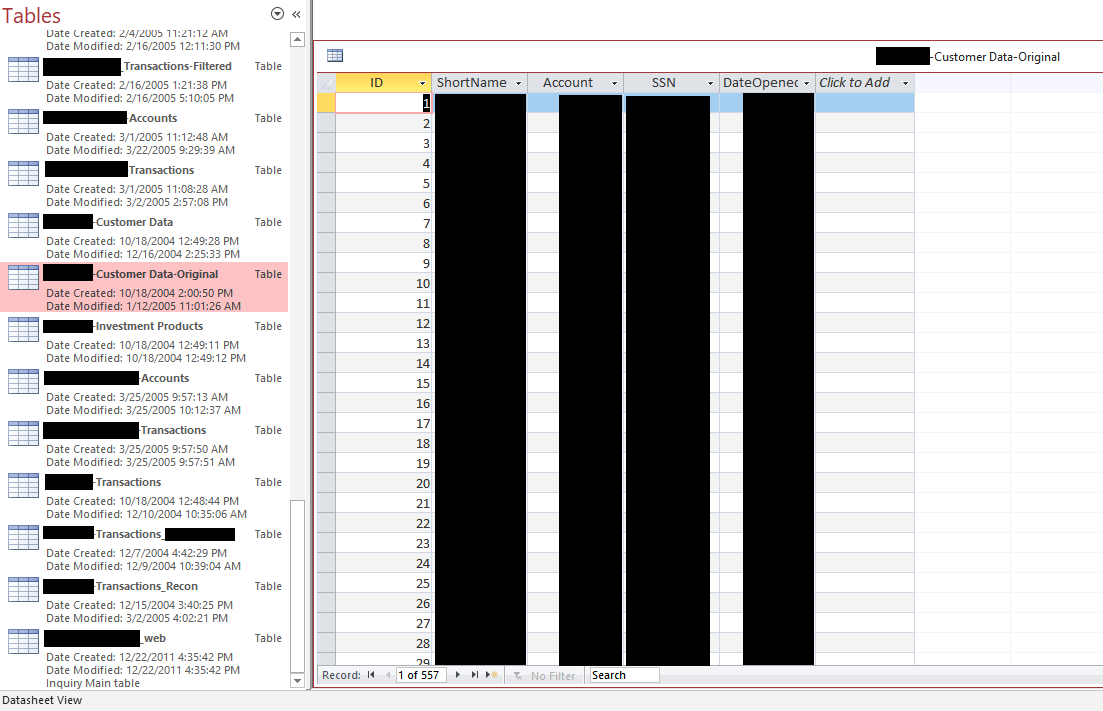 Tables
Date Created: 2/4/2005 11:21:12 AM
Date Modified: 2/16/2005 12:11:30 PM
_Transactions-Filtered Table
Date Created: 2/16/2005 1:21:38 PM
Date Modified: 2/16/2005 5:10:05 PM
-Accounts Table
Date Created: 3/1/2005 11:12:48 AM
Date Modified: 3/22/2005 9:29:39 AM
Transactions Table
Date Created: 3/1/2005 11:08:28 AM
Date Modified: 3/2/2005 2:57:08 PM
-Customer Data Table
Date Created: 10/18/2004 12:49:28 PM
Date Modified: 12/16/2004 2:25:33 PM
-Customer Data-Original Table
Date Created: 10/18/2004 2:00:50 PM
Date Modified: 1/12/2005 11:01:26 AM
-Investment Products Table
Date Created: 10/18/2004 12:49:11 PM
Date Modified: 10/18/2004 12:49:12 PM
-Accounts Table
Date Created: 3/25/2005 9:57:13 AM
Date Modified: 3/25/2005 10:12:37 AM
-Transactions Table
Date Created: 3/25/2005 9:57:50 AM
Date Modified: 3/25/2005 9:57:51 AM
-Transactions Table
Date Created: 10/18/2004 12:48:44 PM
Date Modified: 12/10/2004 10:35:06 AM
-Transactions_ Table
Date Created: 12/7/2004 4:42:29 PM
Date Modified: 12/9/2004 10:39:04 AM
-Transactions_Recon Table
Date Created: 12/15/2004 3:40:25 PM
Date Modified: 3/2/2005 4:02:21 PM
_web Table
Date Created: 12/22/2011 4:35:42 PM
Date Modified: 12/22/2011 4:35:42 PM
Inquiry Main table
-Customer Data-Original
ID ShortName Account SSN DateOpened Click to Add
1
2
3
4
5
6
7
8
9
10
11
12
13
14
15
16
17
18
19
20
21
22
23
24
25
26
27
28
29
Record: 1 of 557 No Filter Search
Datasheet View